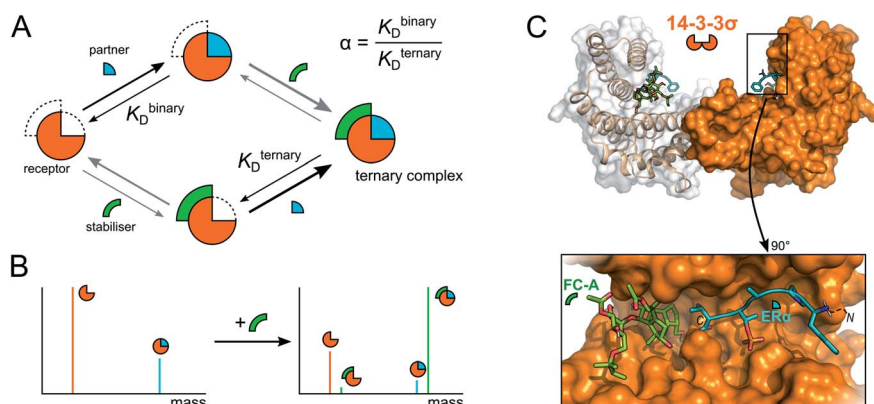 A
partner
K_D^binary
receptor
stabiliser
K_D^ternary
ternary complex
α = K_D^binary / K_D^ternary
B
+
mass
mass
C
14-3-3σ
90°
FC-A
C
ERα
N